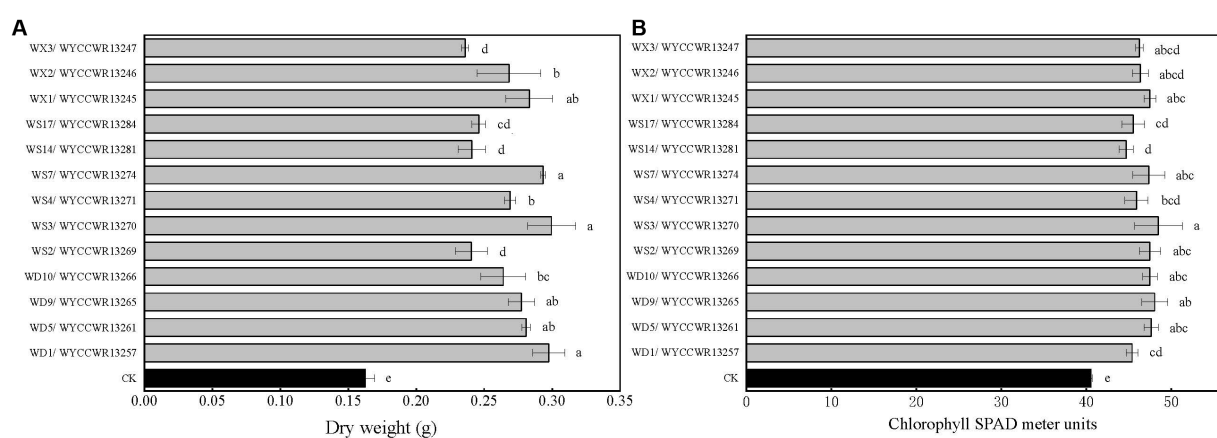 A
WX3/ WYCCWR13247 d
WX2/ WYCCWR13246 b
WX1/ WYCCWR13245 ab
WS17/ WYCCWR13284 cd
WS14/ WYCCWR13281 d
WS7/ WYCCWR13274 a
WS4/ WYCCWR13271 b
WS3/ WYCCWR13270 a
WS2/ WYCCWR13269 d
WD10/ WYCCWR13266 bc
WD9/ WYCCWR13265 ab
WD5/ WYCCWR13261 ab
WD1/ WYCCWR13257 a
CK e
0.00 0.05 0.10 0.15 0.20 0.25 0.30 0.35
Dry weight (g)
B
WX3/ WYCCWR13247 abcd
WX2/ WYCCWR13246 abcd
WX1/ WYCCWR13245 abc
WS17/ WYCCWR13284 cd
WS14/ WYCCWR13281 d
WS7/ WYCCWR13274 abc
WS4/ WYCCWR13271 bcd
WS3/ WYCCWR13270 a
WS2/ WYCCWR13269 abc
WD10/ WYCCWR13266 abc
WD9/ WYCCWR13265 ab
WD5/ WYCCWR13261 abc
WD1/ WYCCWR13257 cd
CK e
0 10 20 30 40 50
Chlorophyll SPAD meter units